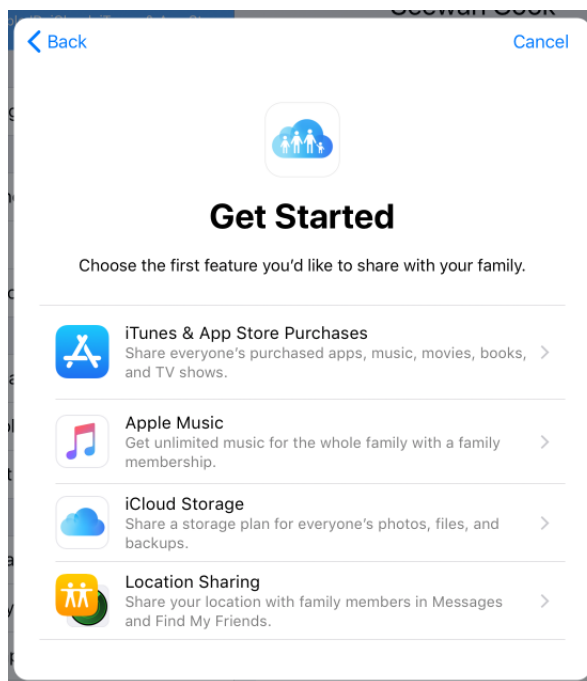 Back
Cancel
Get Started
Choose the first feature you'd like to share with your family.
iTunes & App Store Purchases
Share everyone's purchased apps, music, movies, books,
and TV shows.
Apple Music
Get unlimited music for the whole family with a family
membership.
iCloud Storage
Share a storage plan for everyone's photos, files, and
backups.
Location Sharing
Share your location with family members in Messages
and Find My Friends.